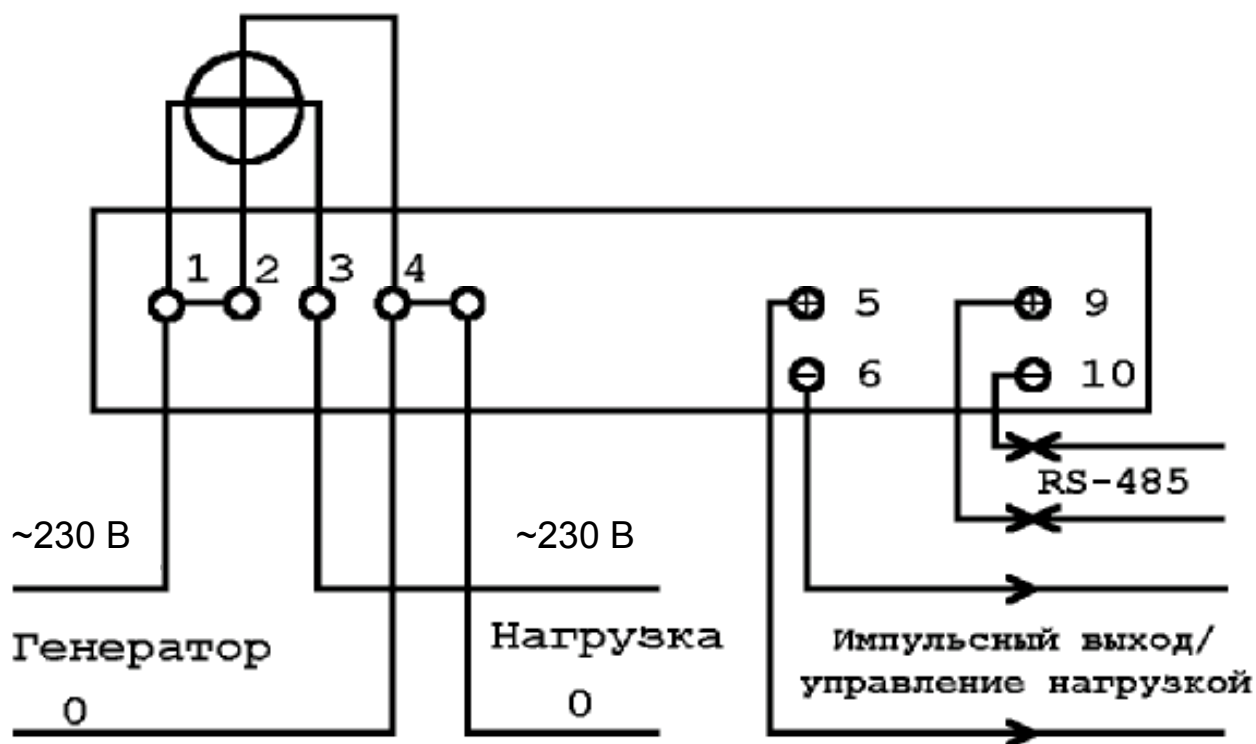 1 2 3 4
5
9
6
10
RS-485
~230 В
~230 В
Генератор
Нагрузка
Импульсный выход/
управление нагрузкой
0
0